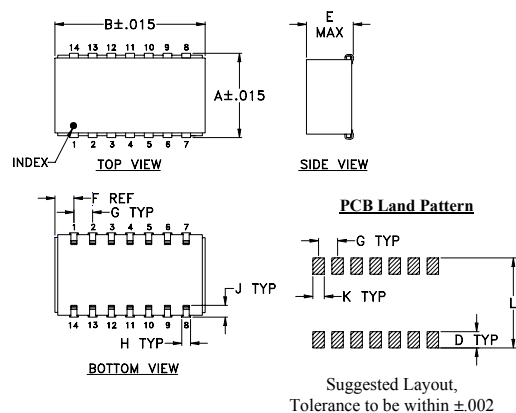 B±.015
14 13 12 11 10 9 8
A±.015
INDEX
1 2 3 4 5 6 7
TOP VIEW
E
MAX
SIDE VIEW
F REF
G TYP
1 2 3 4 5 6 7
J TYP
14 13 12 11 10 9 8
H TYP
BOTTOM VIEW
PCB Land Pattern
G TYP
K TYP
L
D TYP
Suggested Layout,
Tolerance to be within ±.002